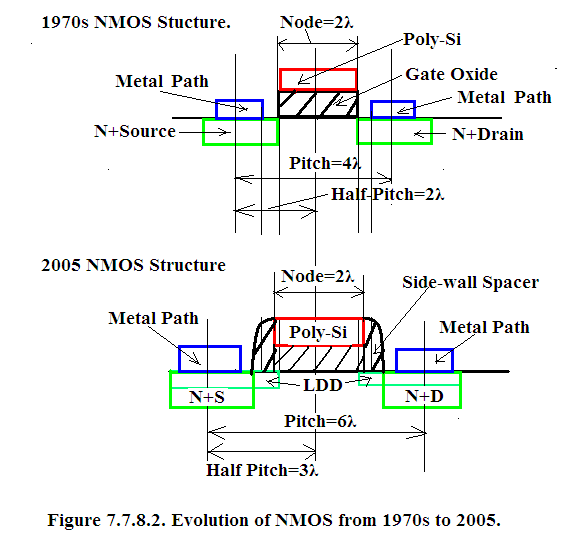 1970s NMOS Stucture.
Node=2λ
Poly-Si
Gate Oxide
Metal Path
Metal Path
N+Source
N+Drain
Pitch=4λ
Half-Pitch=2λ
2005 NMOS Structure
Node=2λ
Side-wall Spacer
Metal Path
Poly-Si
Metal Path
LDD
N+S
N+D
Pitch=6λ
Half Pitch=3λ
Figure 7.7.8.2. Evolution of NMOS from 1970s to 2005.